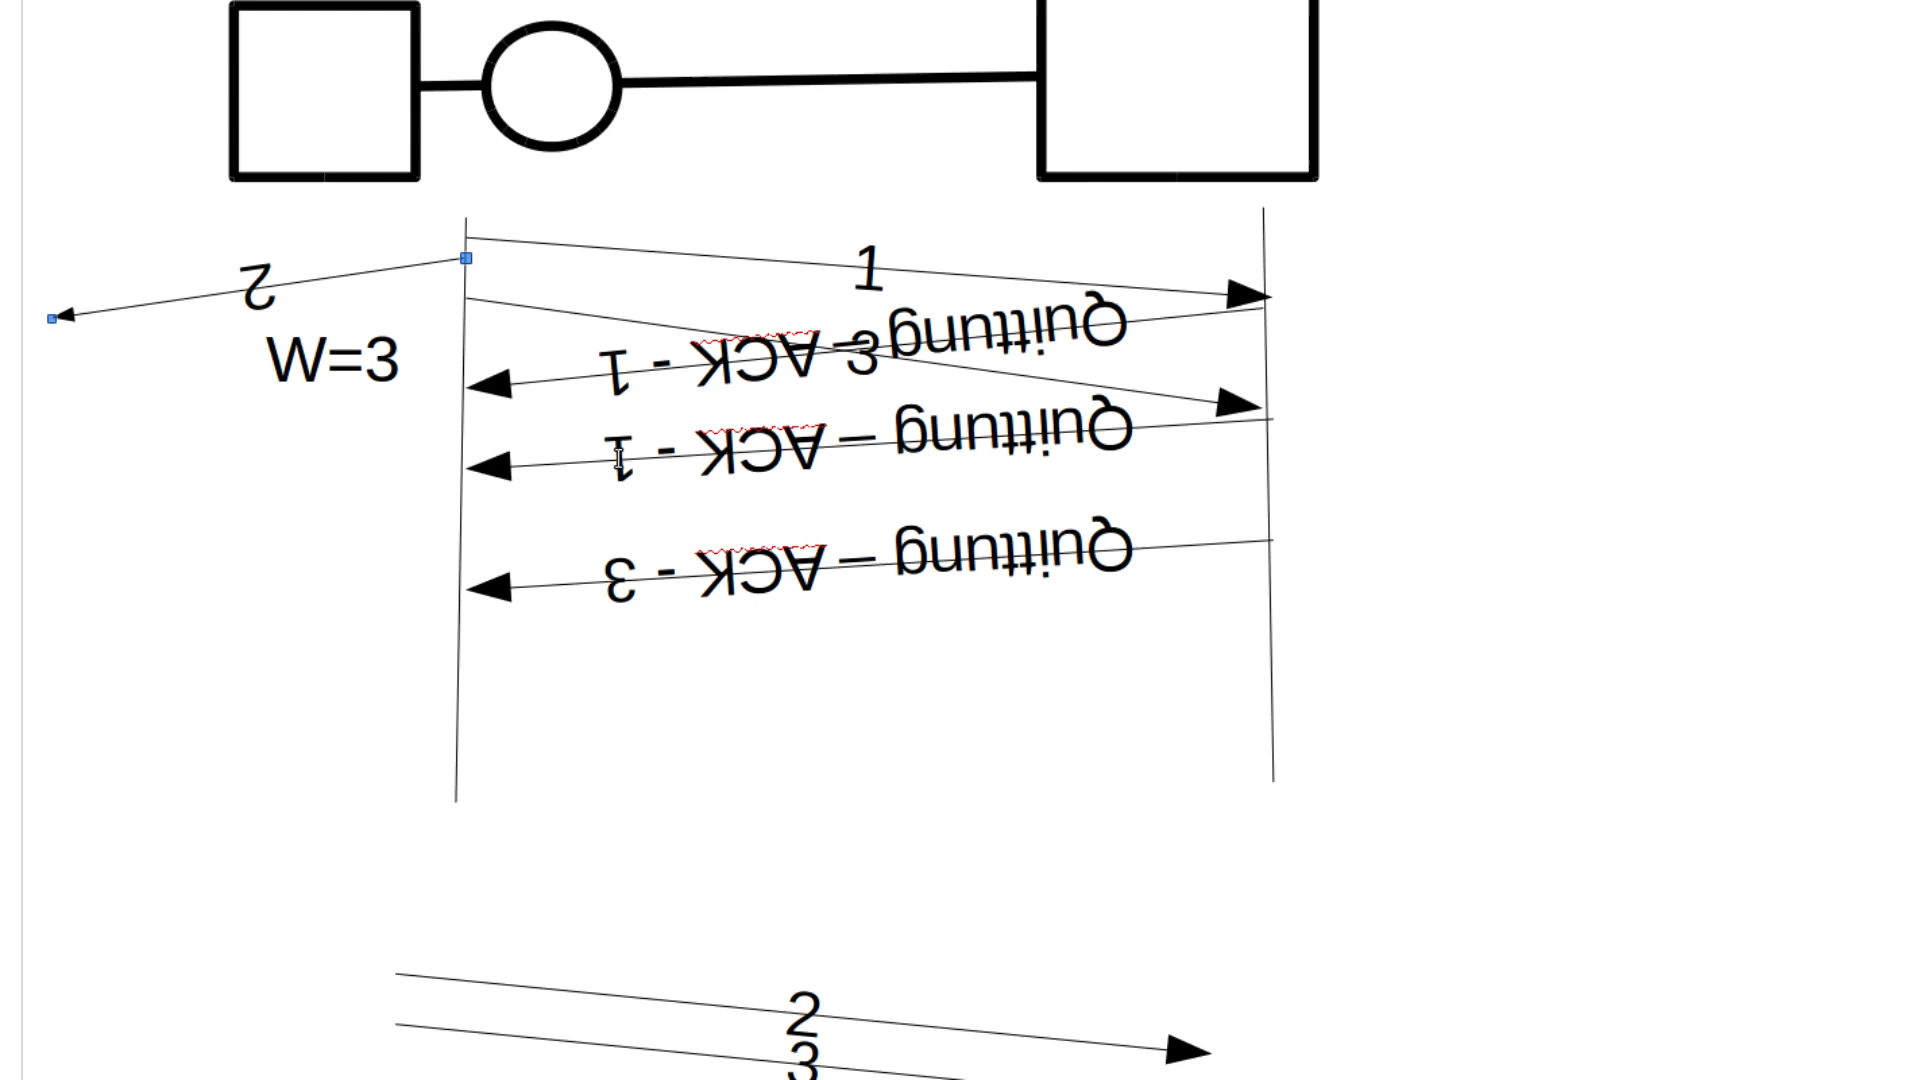 1
2
W=3
Quittung – ACK - 1
3
Quittung – ACK - 1
Quittung – ACK - 3
2
3